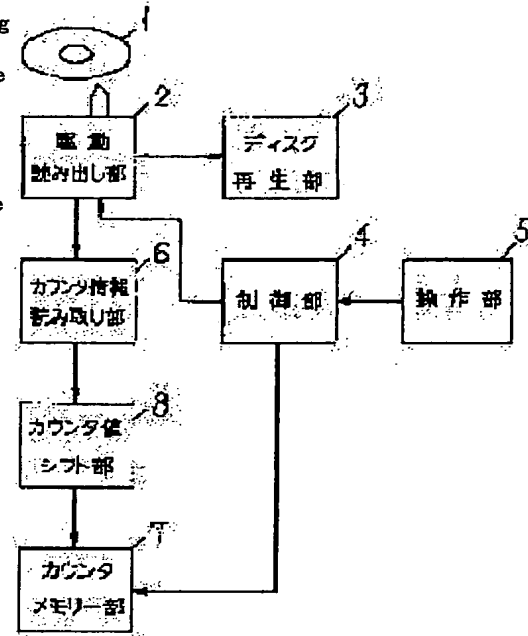 g
e
e
1
2
駆動
読み出し部
3
ディスク
再生部
4
制御部
5
操作部
6
カウンタ情報
読み取り部
8
カウンタ値
シフト部
7
カウンタ
メモリー部